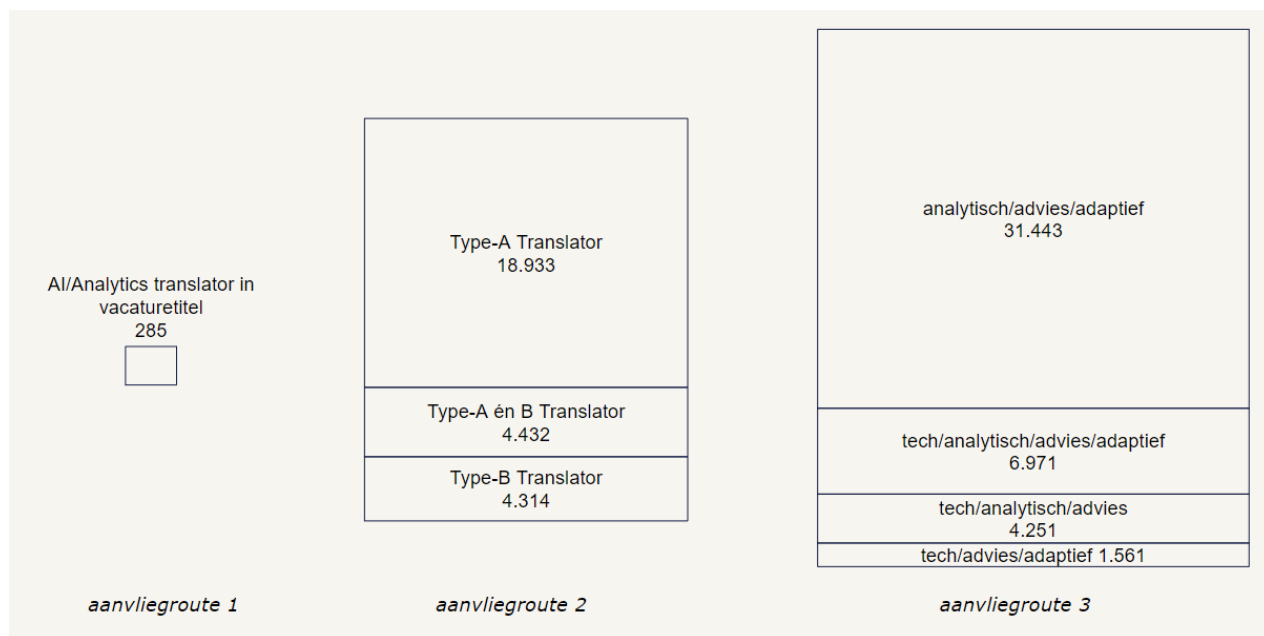 AI/Analytics translator in
vacaturetitel
285
aanvliegroute 1
Type-A Translator
18.933
Type-A én B Translator
4.432
Type-B Translator
4.314
aanvliegroute 2
analytisch/advies/adaptief
31.443
tech/analytisch/advies/adaptief
6.971
tech/analytisch/advies
4.251
tech/advies/adaptief 1.561
aanvliegroute 3